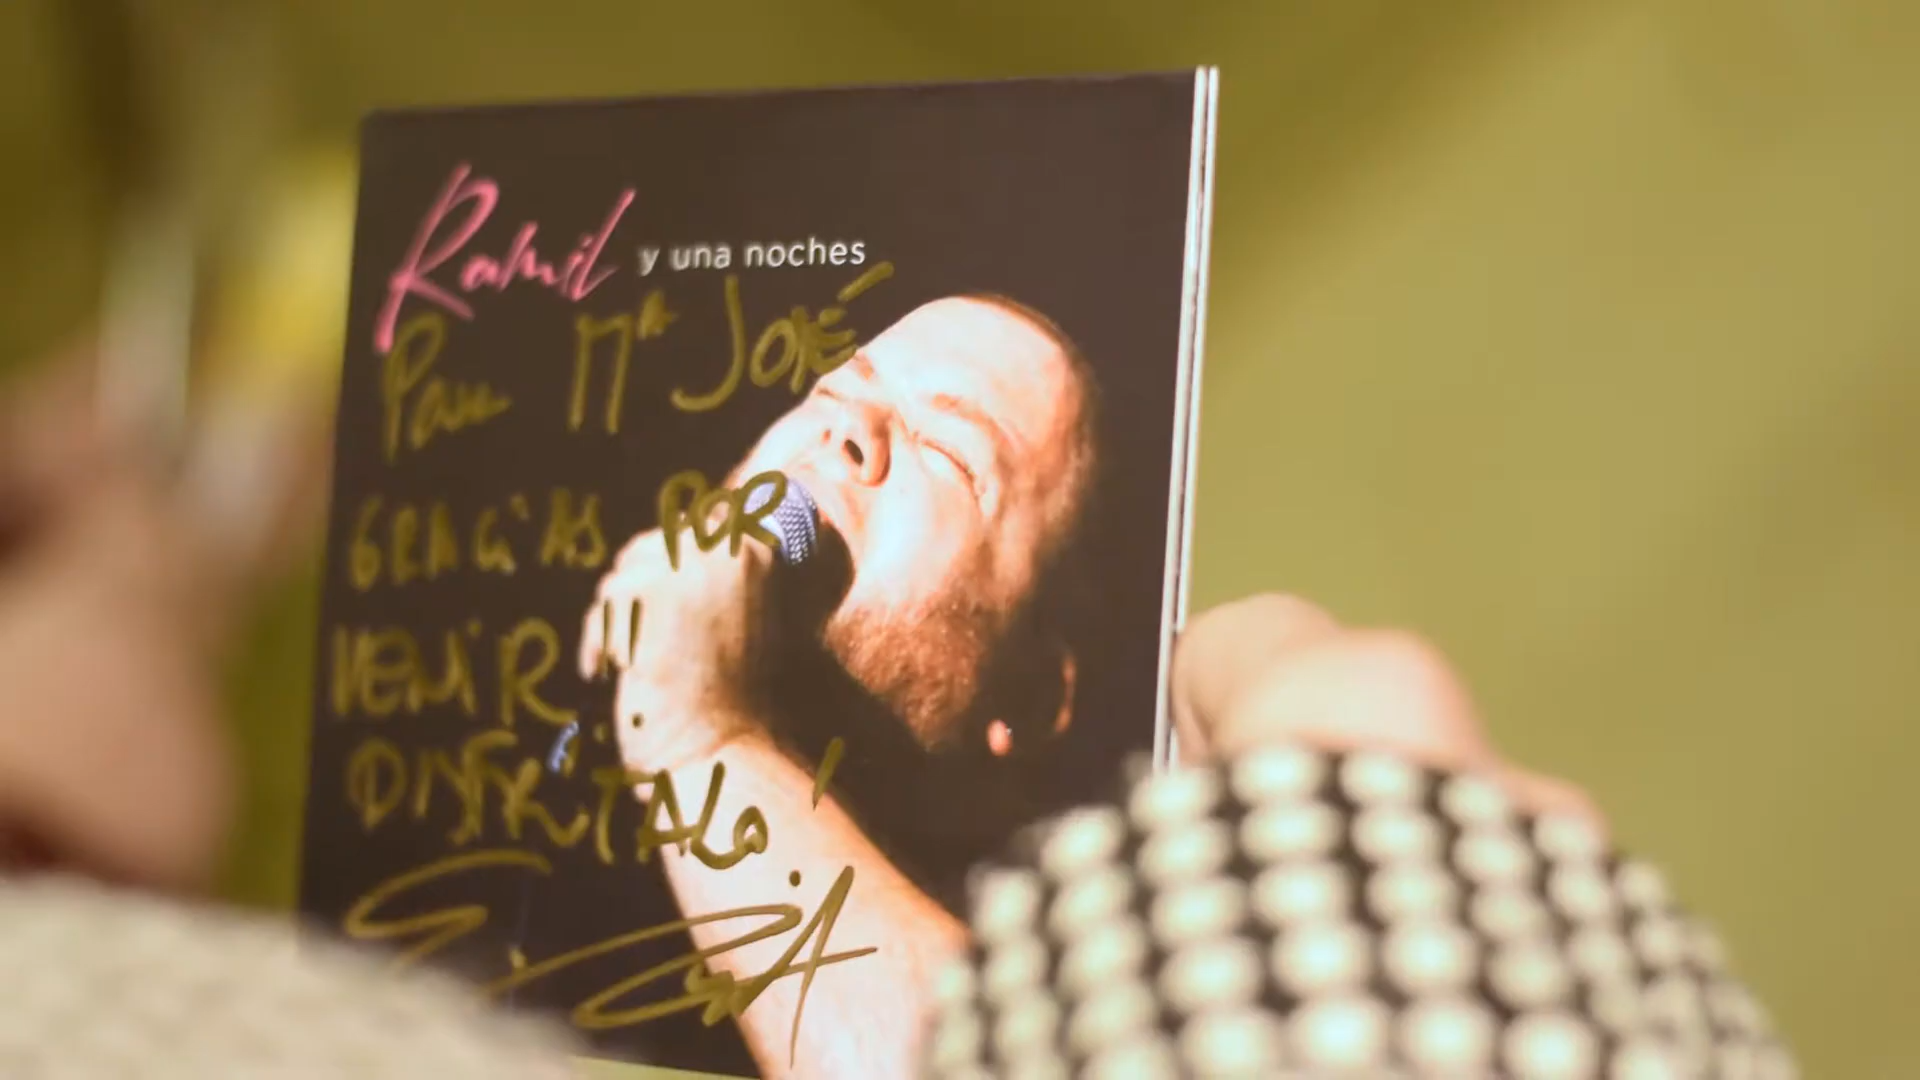 Ramil y una noches
Para Mª José
GRACIAS POR
VENIR!!
DISFRÚTALO!